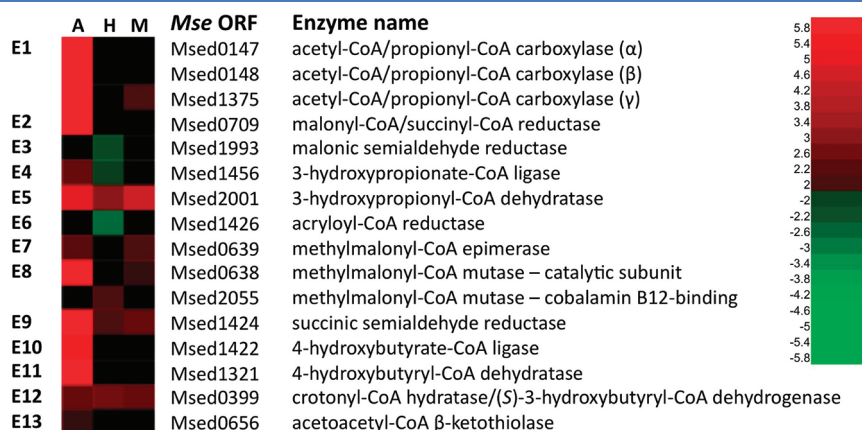 A H M Mse ORF Enzyme name
E1 Msed0147 acetyl-CoA/propionyl-CoA carboxylase (α)
Msed0148 acetyl-CoA/propionyl-CoA carboxylase (β)
Msed1375 acetyl-CoA/propionyl-CoA carboxylase (γ)
E2 Msed0709 malonyl-CoA/succinyl-CoA reductase
E3 Msed1993 malonic semialdehyde reductase
E4 Msed1456 3-hydroxypropionate-CoA ligase
E5 Msed2001 3-hydroxypropionyl-CoA dehydratase
E6 Msed1426 acryloyl-CoA reductase
E7 Msed0639 methylmalonyl-CoA epimerase
E8 Msed0638 methylmalonyl-CoA mutase – catalytic subunit
Msed2055 methylmalonyl-CoA mutase – cobalamin B12-binding
E9 Msed1424 succinic semialdehyde reductase
E10 Msed1422 4-hydroxybutyrate-CoA ligase
E11 Msed1321 4-hydroxybutyryl-CoA dehydratase
E12 Msed0399 crotonyl-CoA hydratase/(S)-3-hydroxybutyryl-CoA dehydrogenase
E13 Msed0656 acetoacetyl-CoA β-ketothiolase
5.8
5.4
5
4.6
4.2
3.8
3.4
3
2.6
2.2
2
-2
-2.2
-2.6
-3
-3.4
-3.8
-4.2
-4.6
-5
-5.4
-5.8